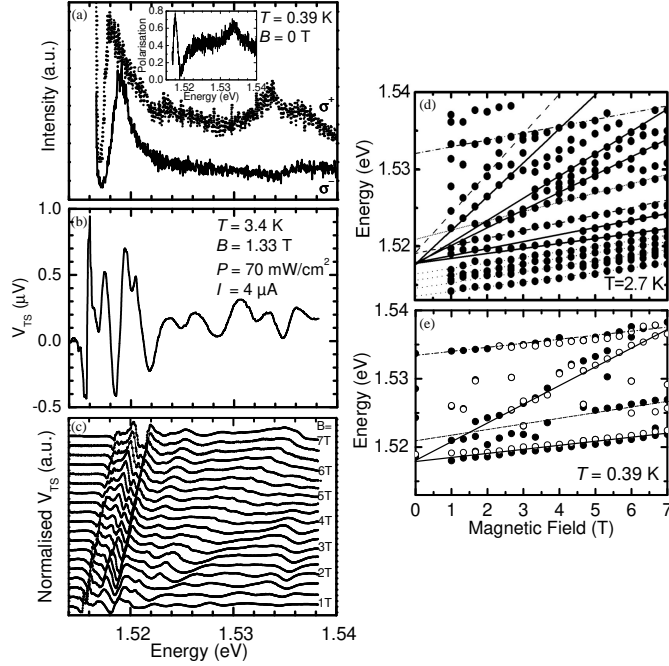 (a)
T = 0.39 K
B = 0 T
Polarisation
0.8
0.6
0.4
0.2
0.0
1.52 1.53 1.54
Energy (eV)
σ+
σ-
Intensity (a.u.)
(b)
T = 3.4 K
B = 1.33 T
P = 70 mW/cm²
I = 4 μA
V_TS (μV)
1.0
0.5
0.0
-0.5
(c)
B=
7T
6T
5T
4T
3T
2T
1T
Normalised V_TS (a.u.)
1.52 1.53 1.54
Energy (eV)
(d)
1.54
1.53
1.52
Energy (eV)
T=2.7 K
(e)
1.54
1.53
1.52
Energy (eV)
T = 0.39 K
0 1 2 3 4 5 6 7
Magnetic Field (T)